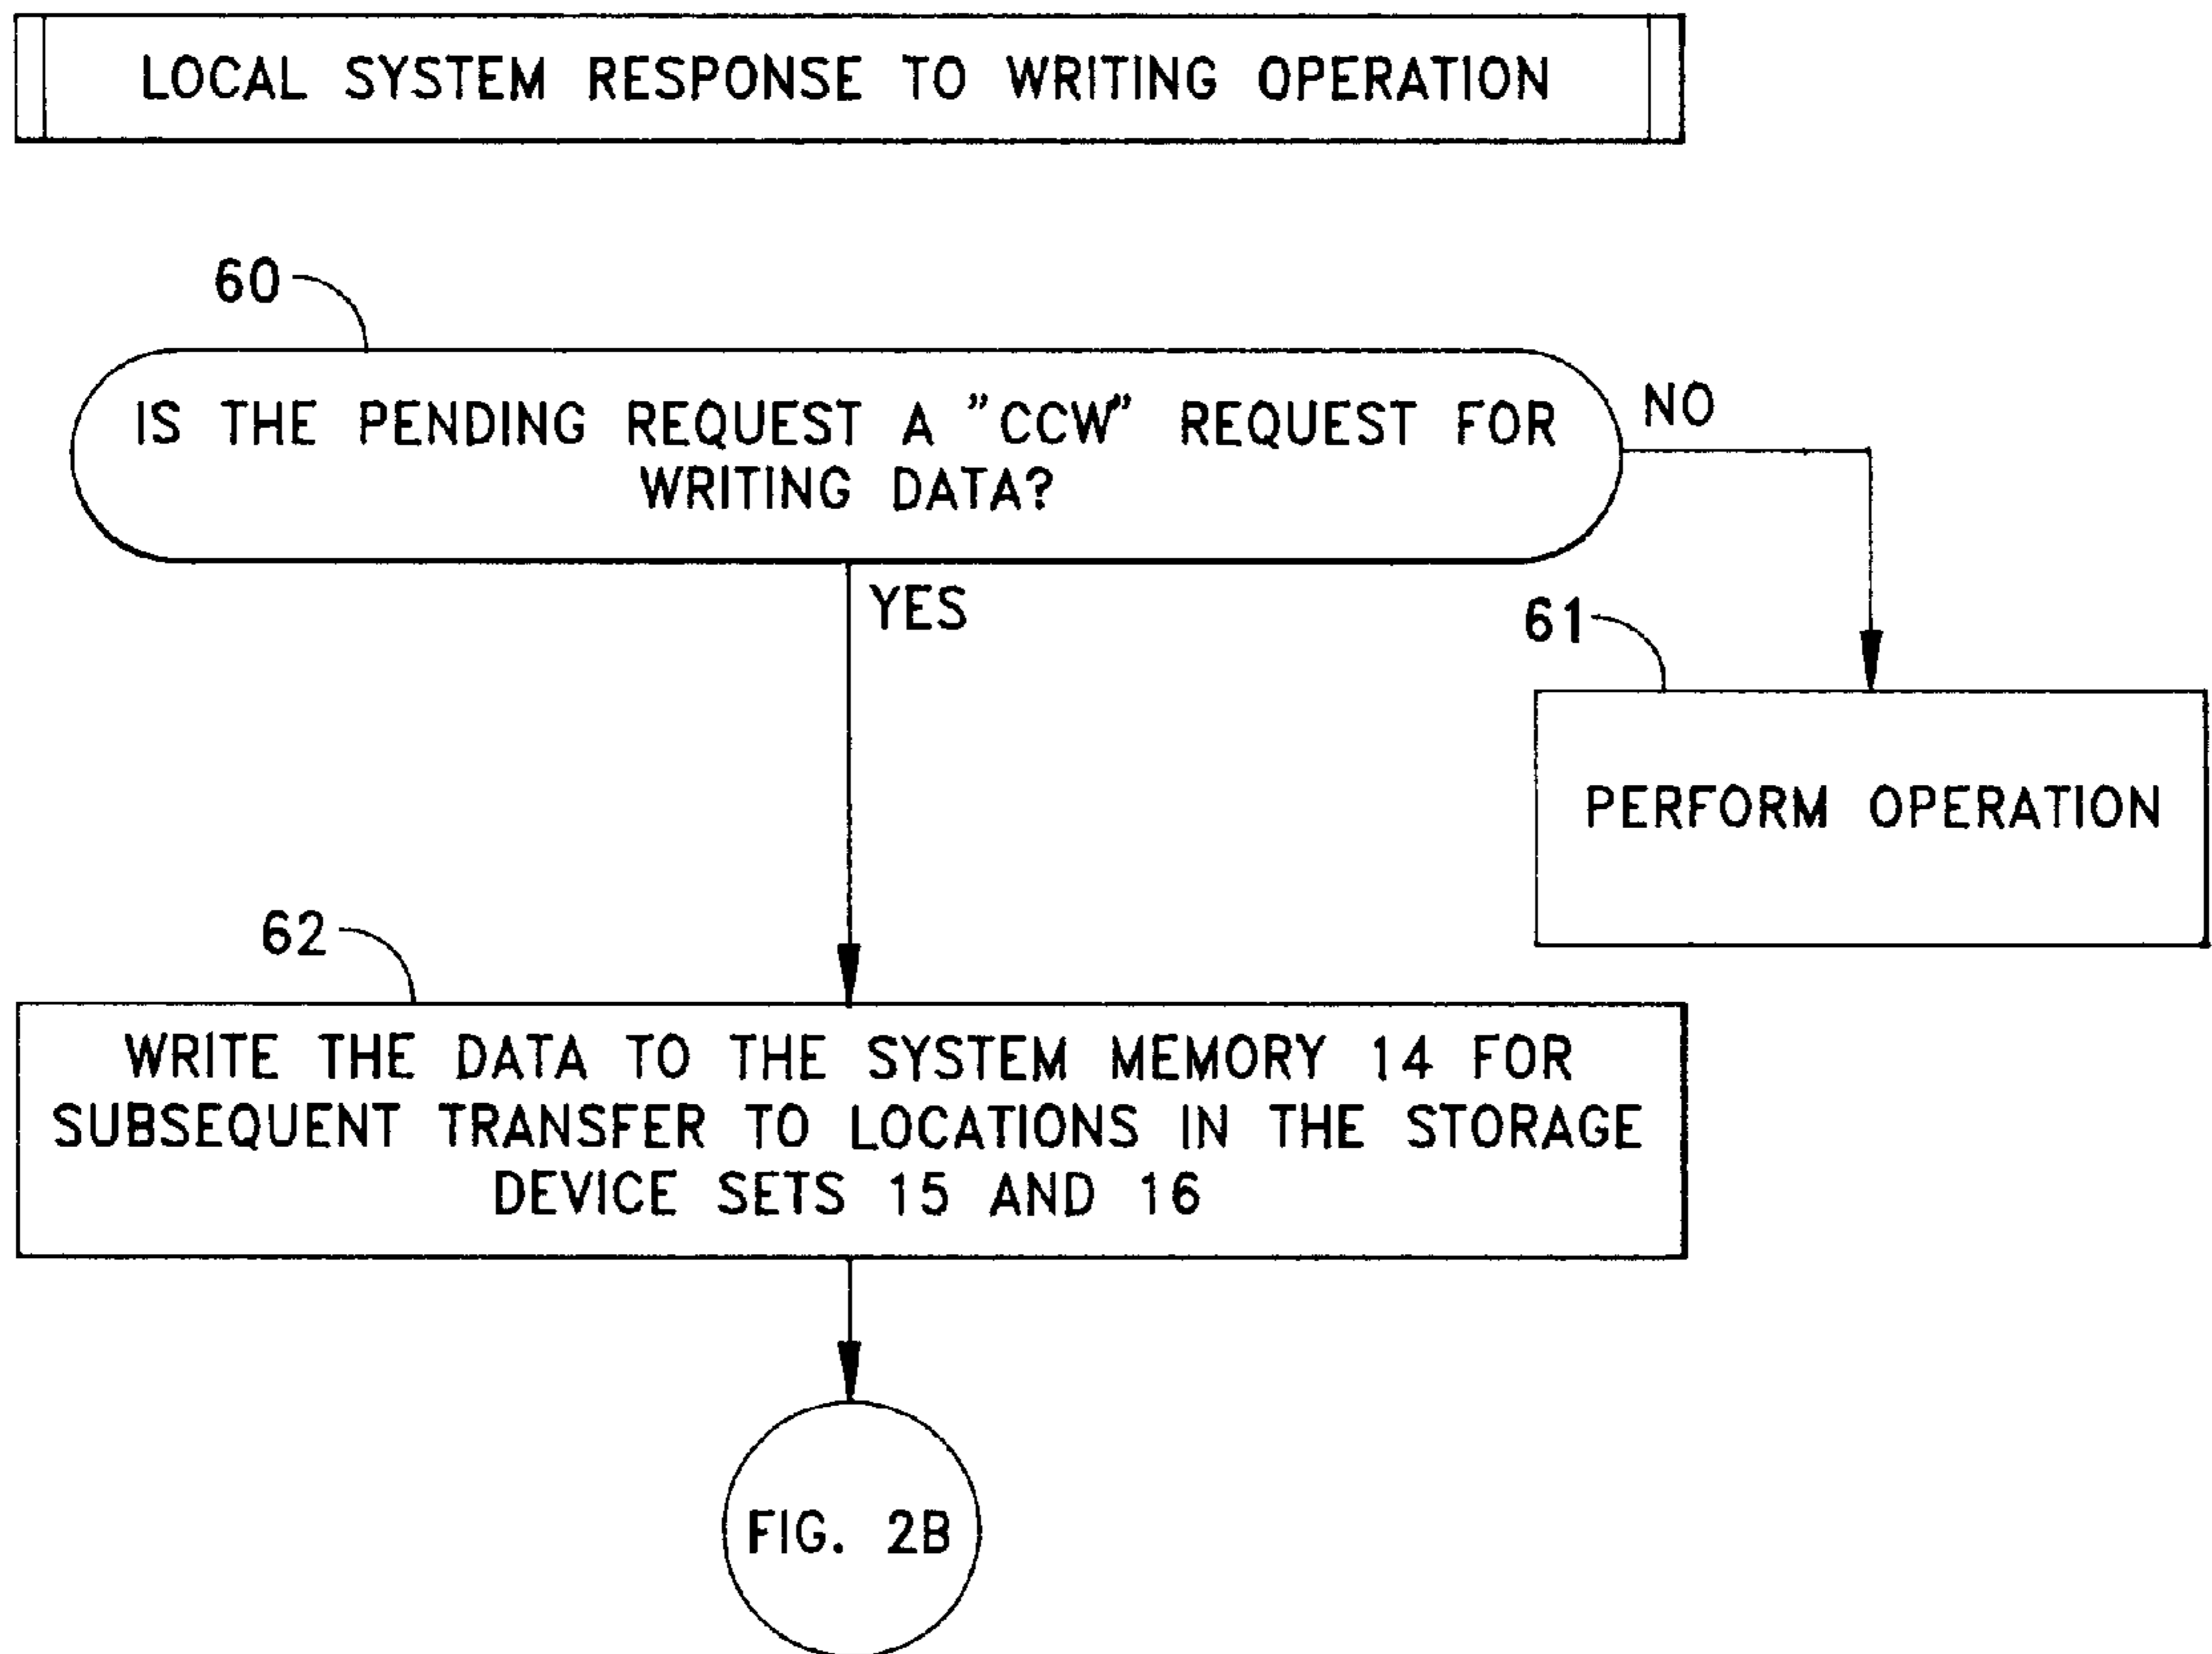 LOCAL SYSTEM RESPONSE TO WRITING OPERATION
60
IS THE PENDING REQUEST A "CCW" REQUEST FOR
WRITING DATA?
NO
YES
61
PERFORM OPERATION
62
WRITE THE DATA TO THE SYSTEM MEMORY 14 FOR
SUBSEQUENT TRANSFER TO LOCATIONS IN THE STORAGE
DEVICE SETS 15 AND 16
FIG. 2B